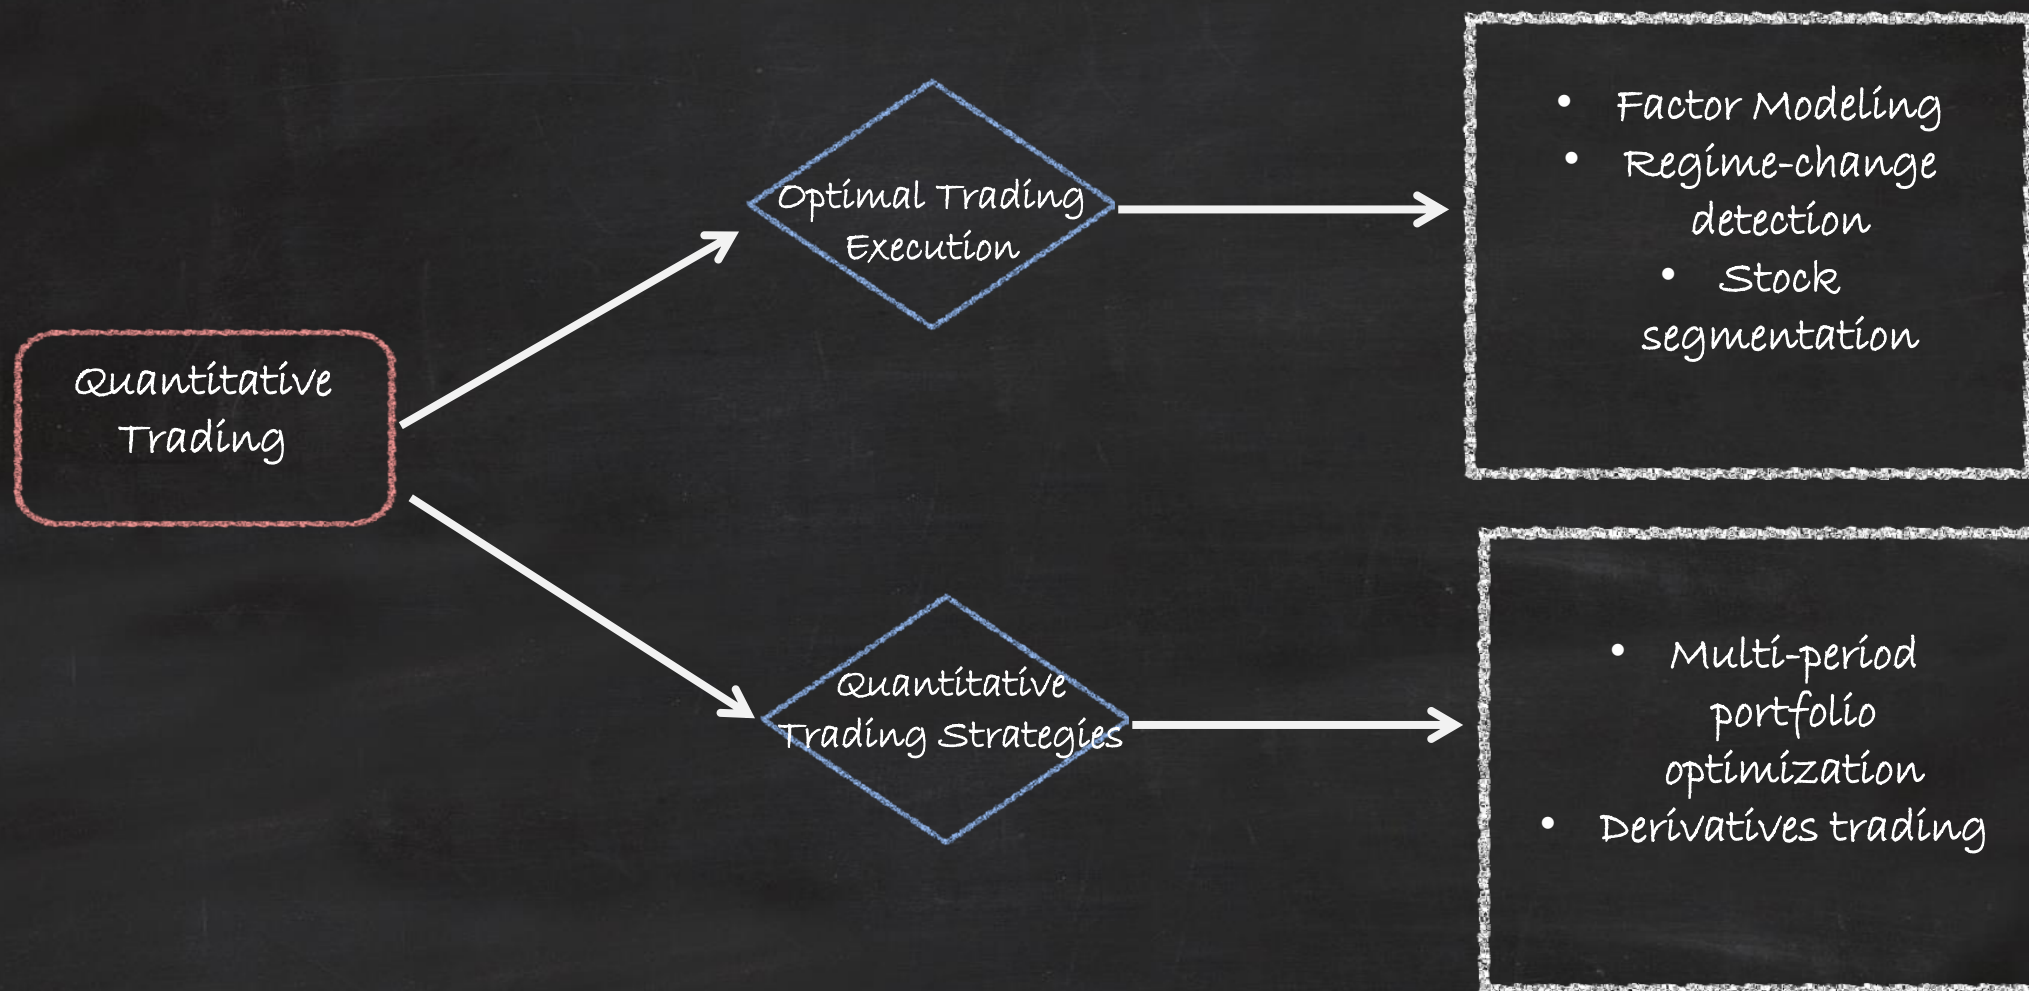 Quantitative
Trading
Optimal Trading
Execution
• Factor Modeling
• Regime-change
detection
• Stock
segmentation
Quantitative
Trading Strategies
• Multi-period
portfolio
optimization
• Derivatives trading